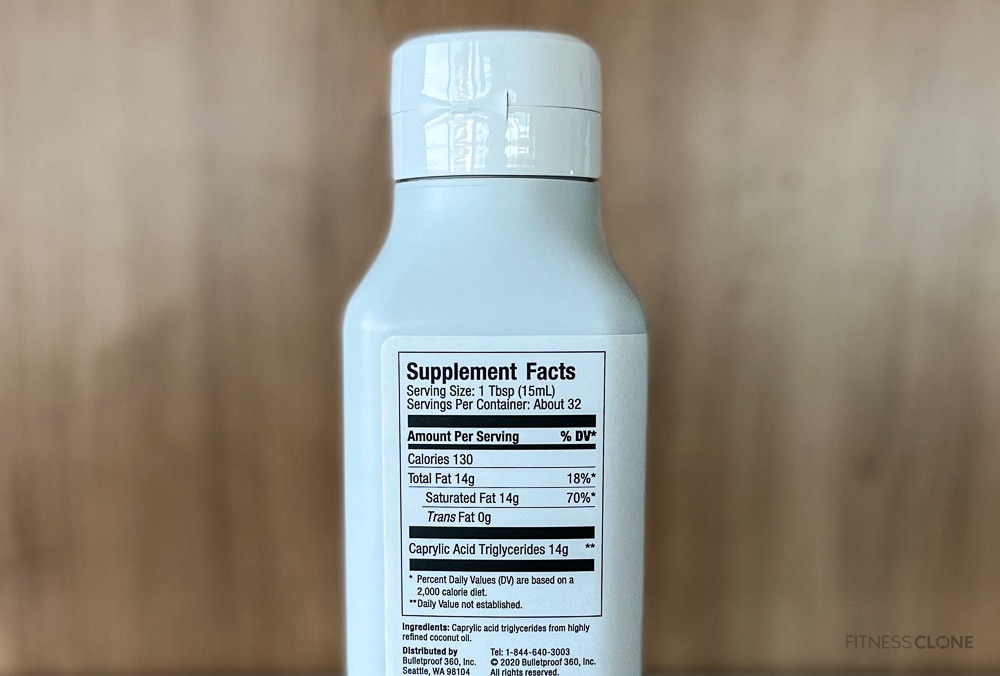 Supplement Facts
Serving Size: 1 Tbsp (15mL)
Servings Per Container: About 32
Amount Per Serving % DV*
Calories 130
Total Fat 14g 18%*
Saturated Fat 14g 70%*
Trans Fat 0g
Caprylic Acid Triglycerides 14g **
* Percent Daily Values (DV) are based on a
2,000 calorie diet.
**Daily Value not established.
Ingredients: Caprylic acid triglycerides from highly
refined coconut oil.
Distributed by
Bulletproof 360, Inc.
Seattle, WA 98104
Tel: 1-844-640-3003
© 2020 Bulletproof 360, Inc.
All rights reserved.
FITNESS CLONE